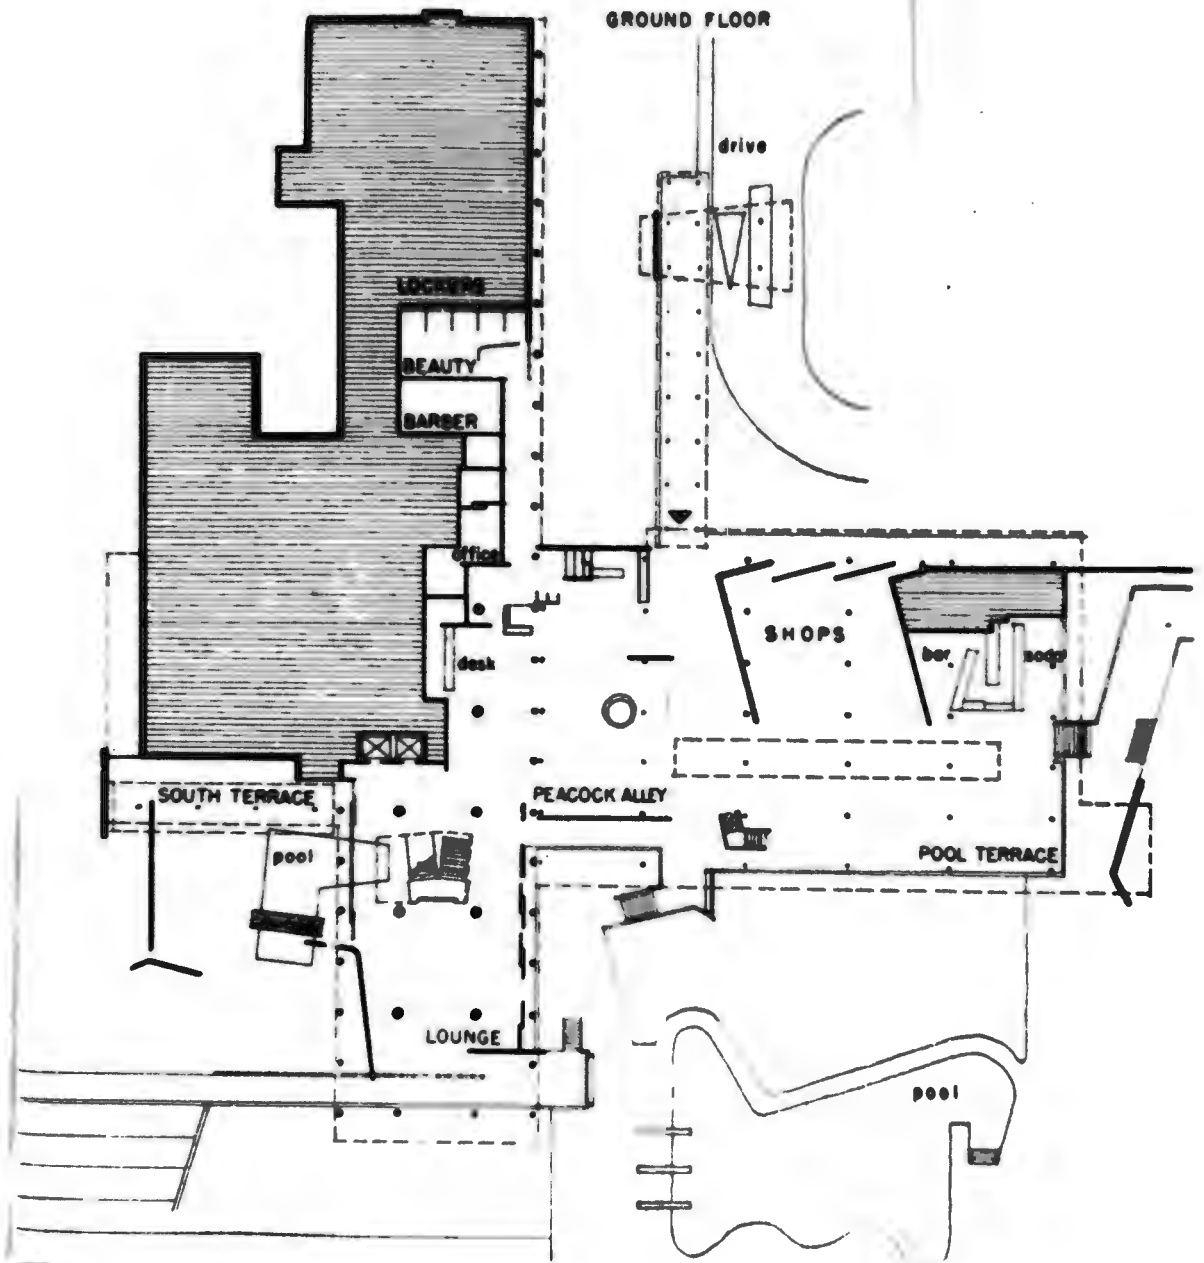 GROUND FLOOR
drive
LOCKERS
BEAUTY
BARBER
office
SHOPS
bar
soda
desk
SOUTH TERRACE
PEACOCK ALLEY
pool
POOL TERRACE
LOUNGE
pool